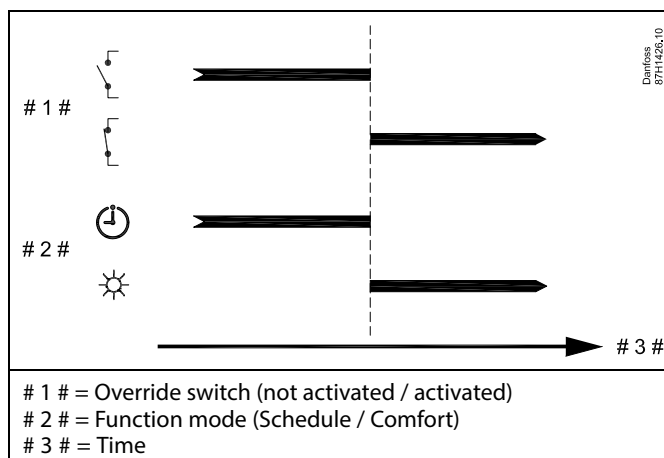 Danfoss
87H1426.10
# 1 #
# 2 #
# 3 #
# 1 # = Override switch (not activated / activated)
# 2 # = Function mode (Schedule / Comfort)
# 3 # = Time